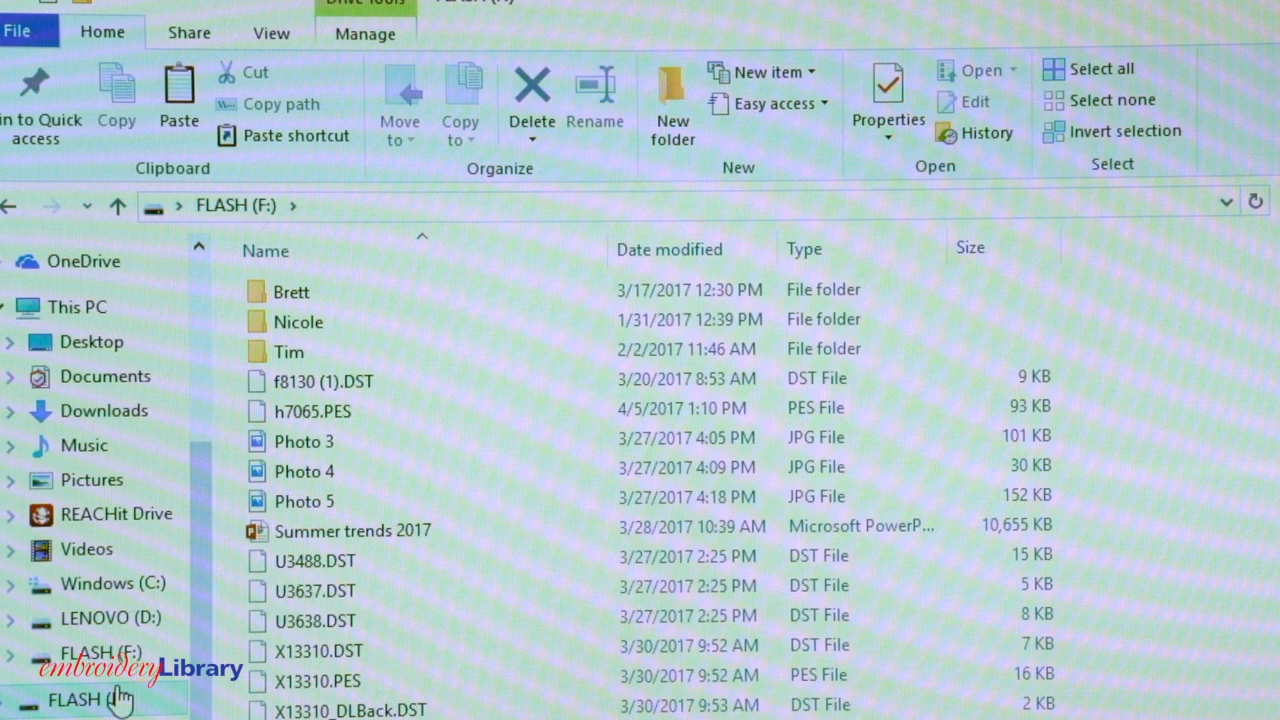 Drive Tools
File Home Share View Manage
in to Quick access
Copy
Paste
Cut
Copy path
Paste shortcut
Clipboard
Move to
Copy to
Delete
Rename
Organize
New folder
New item
Easy access
New
Properties
Open
Edit
History
Open
Select all
Select none
Invert selection
Select
FLASH (F:)
OneDrive
This PC
Desktop
Documents
Downloads
Music
Pictures
REACHit Drive
Videos
Windows (C:)
LENOVO (D:)
FLASH (F:)
FLASH
embroideryLibrary
Name Date modified Type Size
Brett 3/17/2017 12:30 PM File folder
Nicole 1/31/2017 12:39 PM File folder
Tim 2/2/2017 11:46 AM File folder
f8130 (1).DST 3/20/2017 8:53 AM DST File 9 KB
h7065.PES 4/5/2017 1:10 PM PES File 93 KB
Photo 3 3/27/2017 4:05 PM JPG File 101 KB
Photo 4 3/27/2017 4:09 PM JPG File 30 KB
Photo 5 3/27/2017 4:18 PM JPG File 152 KB
Summer trends 2017 3/28/2017 10:39 AM Microsoft PowerP... 10,655 KB
U3488.DST 3/27/2017 2:25 PM DST File 15 KB
U3637.DST 3/27/2017 2:25 PM DST File 5 KB
U3638.DST 3/27/2017 2:25 PM DST File 8 KB
X13310.DST 3/30/2017 9:52 AM DST File 7 KB
X13310.PES 3/30/2017 9:52 AM PES File 16 KB
X13310_DLBack.DST 3/30/2017 9:53 AM DST File 2 KB